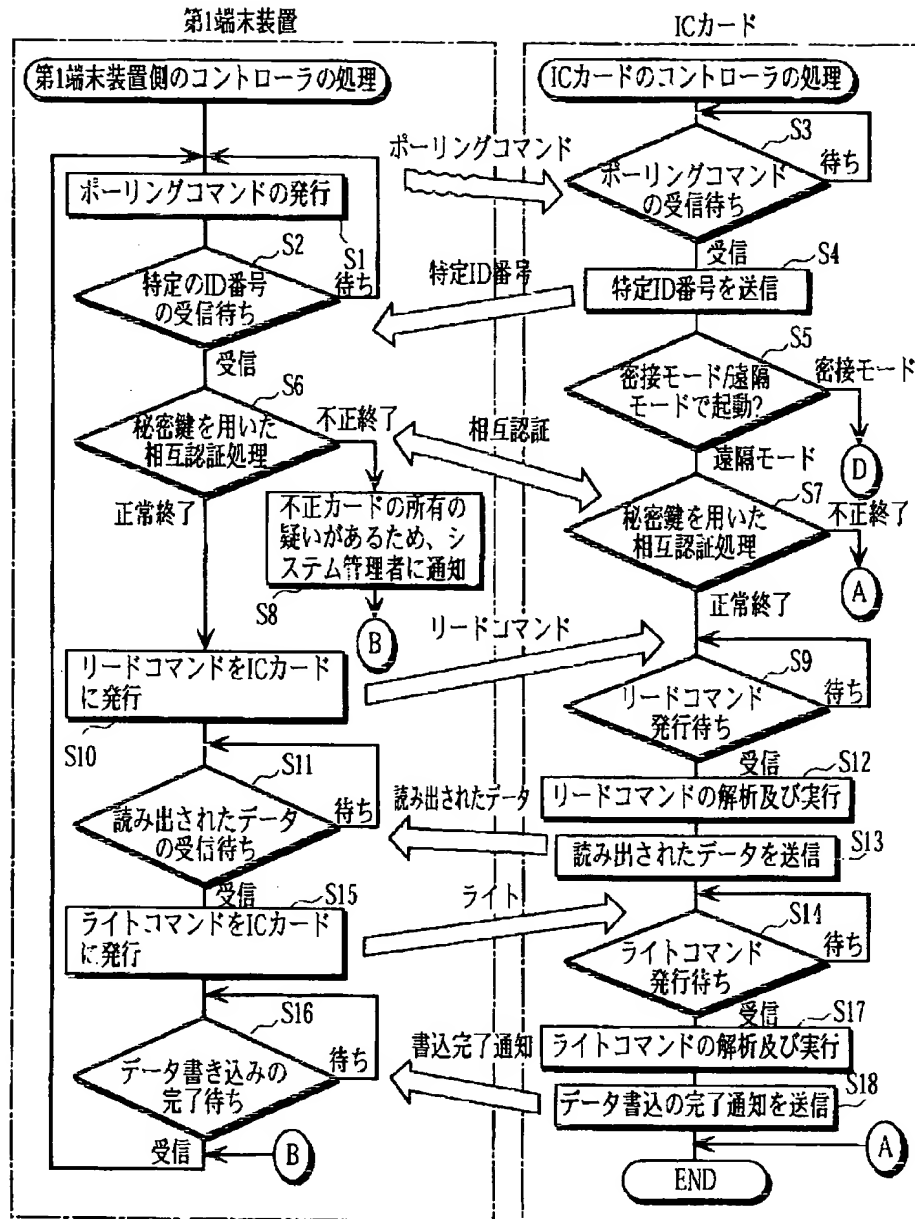 第1端末装置
ICカード
第1端末装置側のコントローラの処理
ICカードのコントローラの処理
S3
待ち
ポーリングコマンド
ポーリングコマンド
の受信待ち
ポーリングコマンドの発行
S1
S2
待ち
特定のID番号
の受信待ち
受信
S4
特定ID番号
特定ID番号を送信
受信
S5
密接モード/遠隔
モードで起動?
密接モード
D
遠隔モード
S6
秘密鍵を用いた
相互認証処理
不正終了
相互認証
S7
秘密鍵を用いた
相互認証処理
不正終了
A
正常終了
正常終了
不正カードの所有の
疑いがあるため、シ
ステム管理者に通知
S8
B
リードコマンド
リードコマンドをICカード
に発行
S10
S9
リードコマンド
発行待ち
待ち
受信
S12
リードコマンドの解析及び実行
S11
読み出されたデータ
の受信待ち
待ち
読み出されたデータ
読み出されたデータを送信
S13
受信
S15
ライトコマンドをICカード
に発行
ライト
S14
ライトコマンド
発行待ち
待ち
受信
S17
ライトコマンドの解析及び実行
S16
データ書き込みの
完了待ち
待ち
書込完了通知
S18
データ書込の完了通知を送信
受信
B
A
END